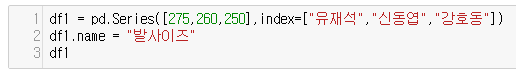 1 df1 = pd.Series([275,260,250],index=["유재석","신동엽","강호동"])
2 df1.name = "발사이즈"
3 df1